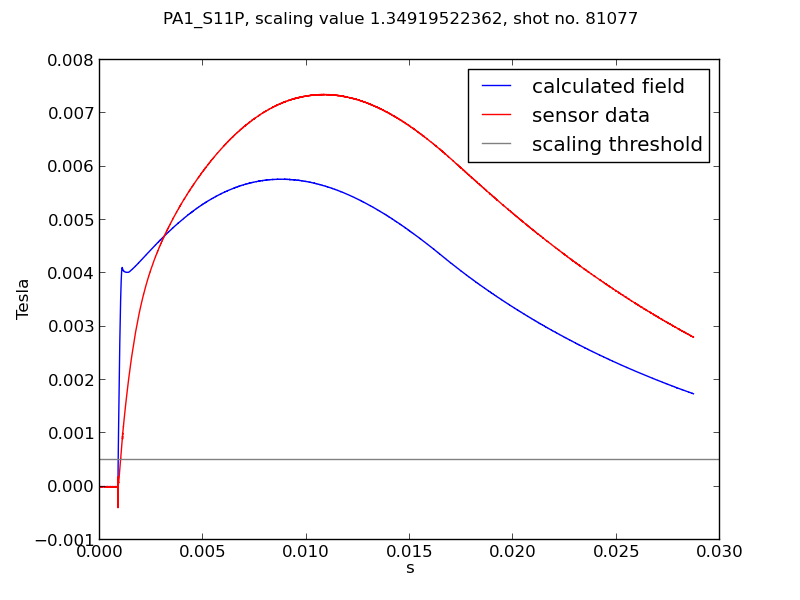 PA1_S11P, scaling value 1.34919522362, shot no. 81077
0.008
0.007
0.006
0.005
0.004
0.003
0.002
0.001
0.000
−0.001
Tesla
calculated field
sensor data
scaling threshold
0.000 0.005 0.010 0.015 0.020 0.025 0.030
s